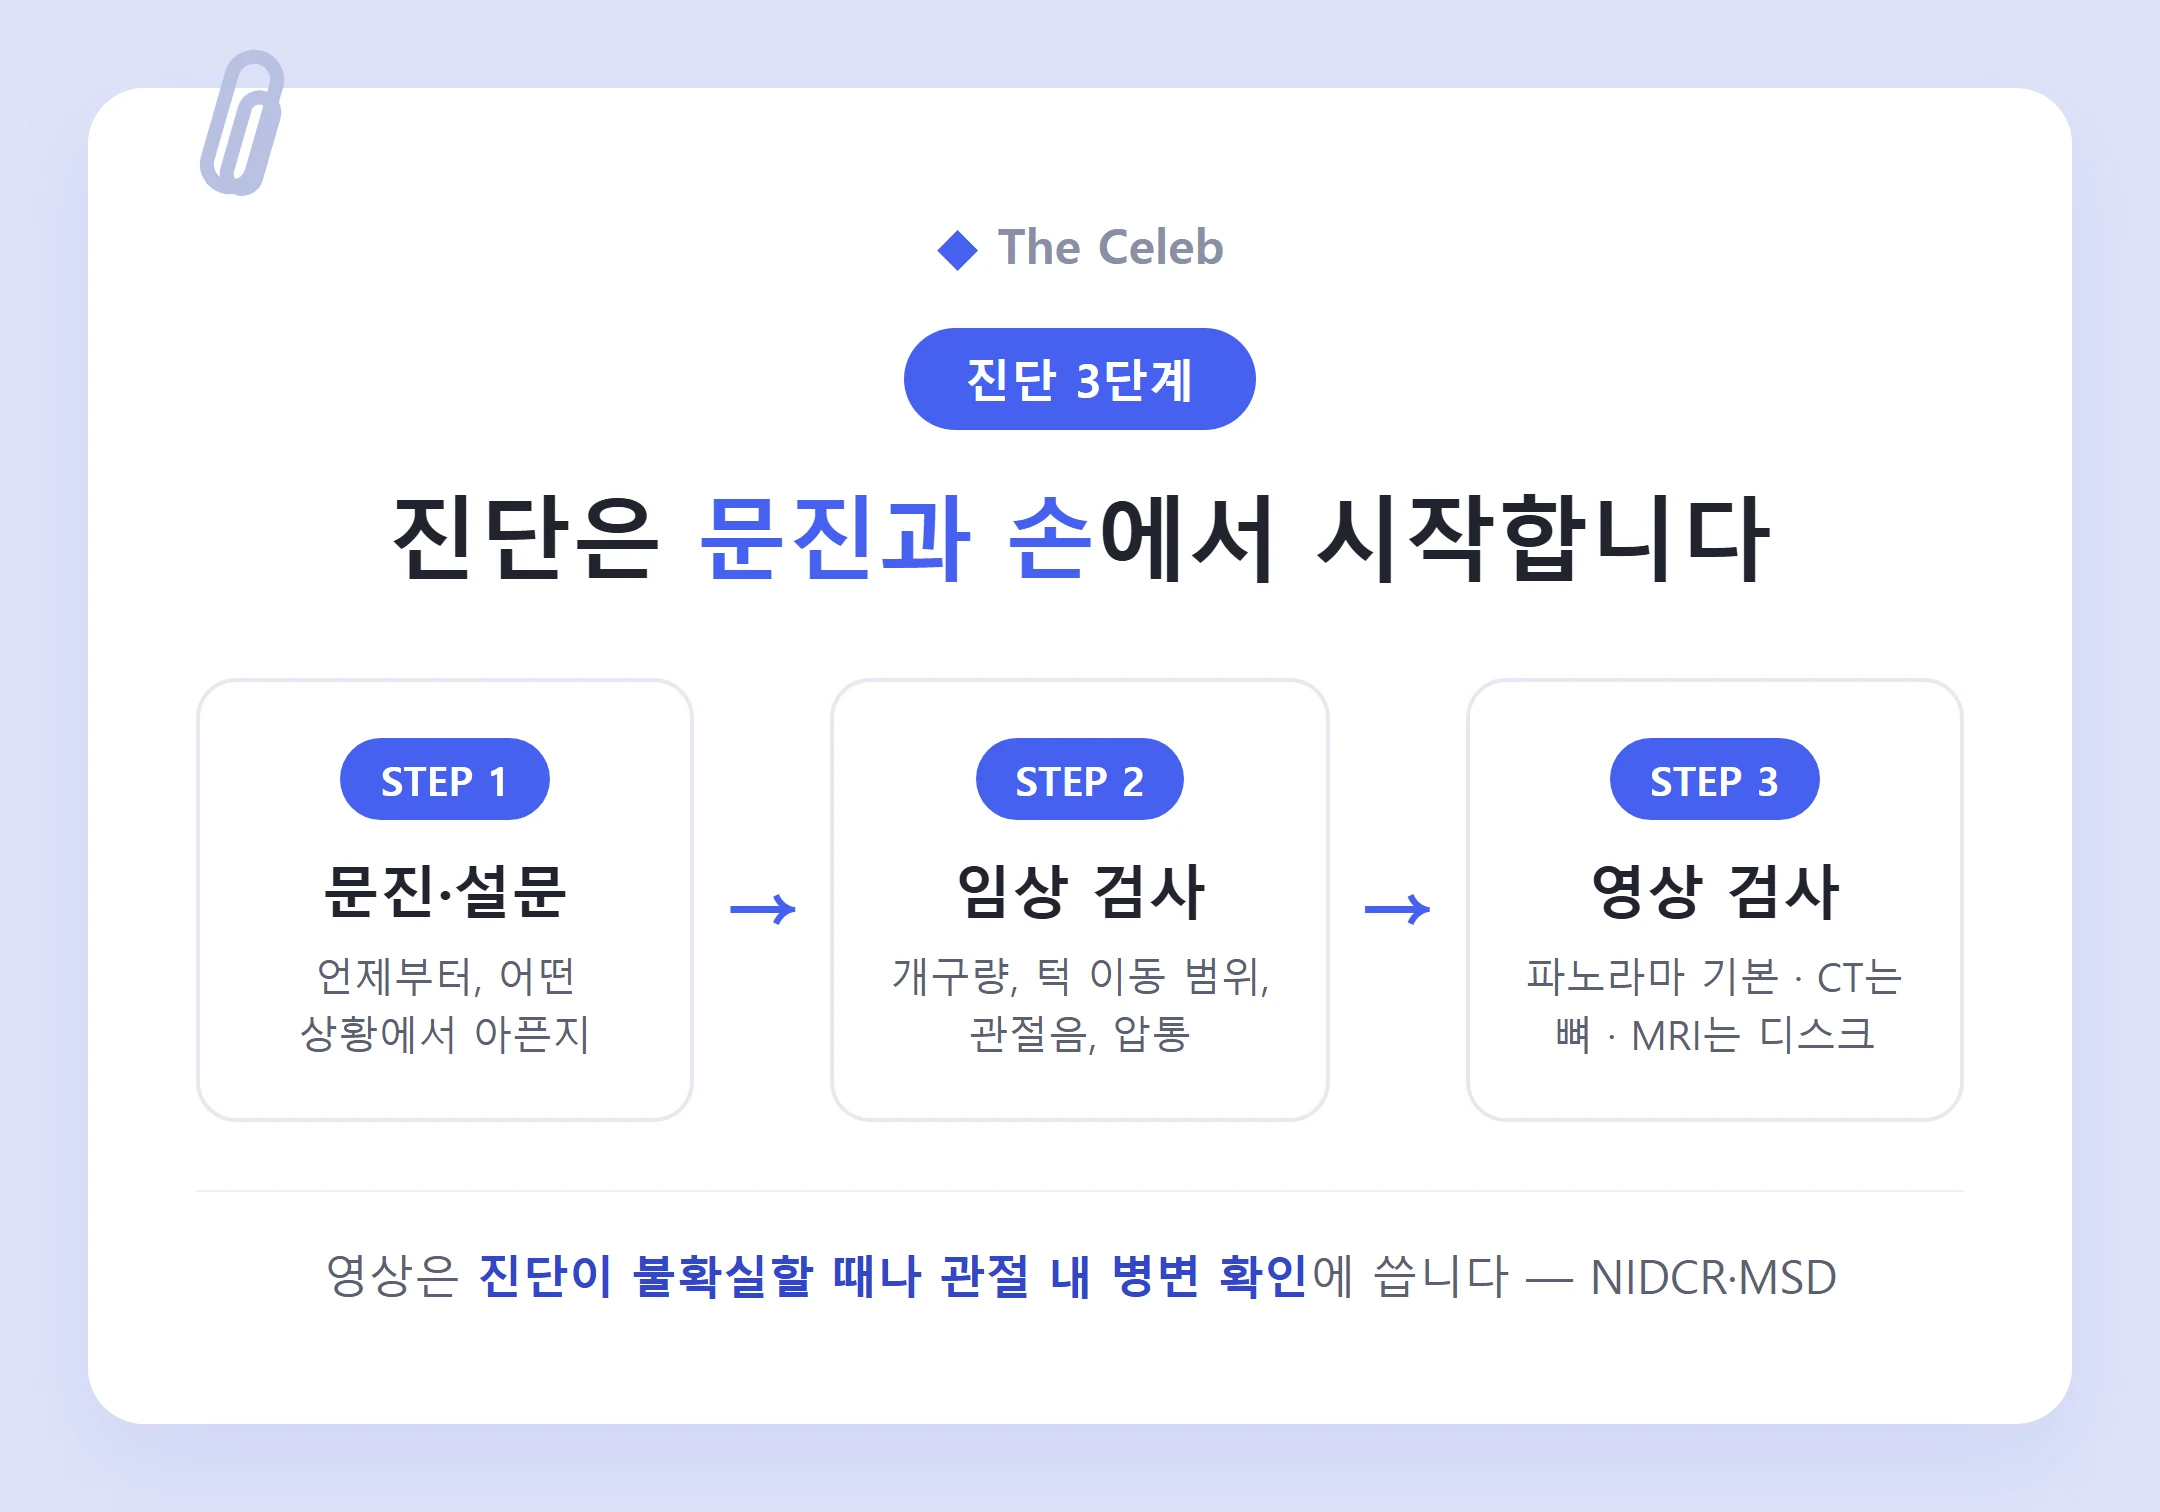 The Celeb
진단 3단계
진단은 문진과 손에서 시작합니다
STEP 1
문진·설문
언제부터, 어떤
상황에서 아픈지
→
STEP 2
임상 검사
개구량, 턱 이동 범위,
관절음, 압통
→
STEP 3
영상 검사
파노라마 기본 · CT는
뼈 · MRI는 디스크
영상은 진단이 불확실할 때나 관절 내 병변 확인에 씁니다 — NIDCR·MSD